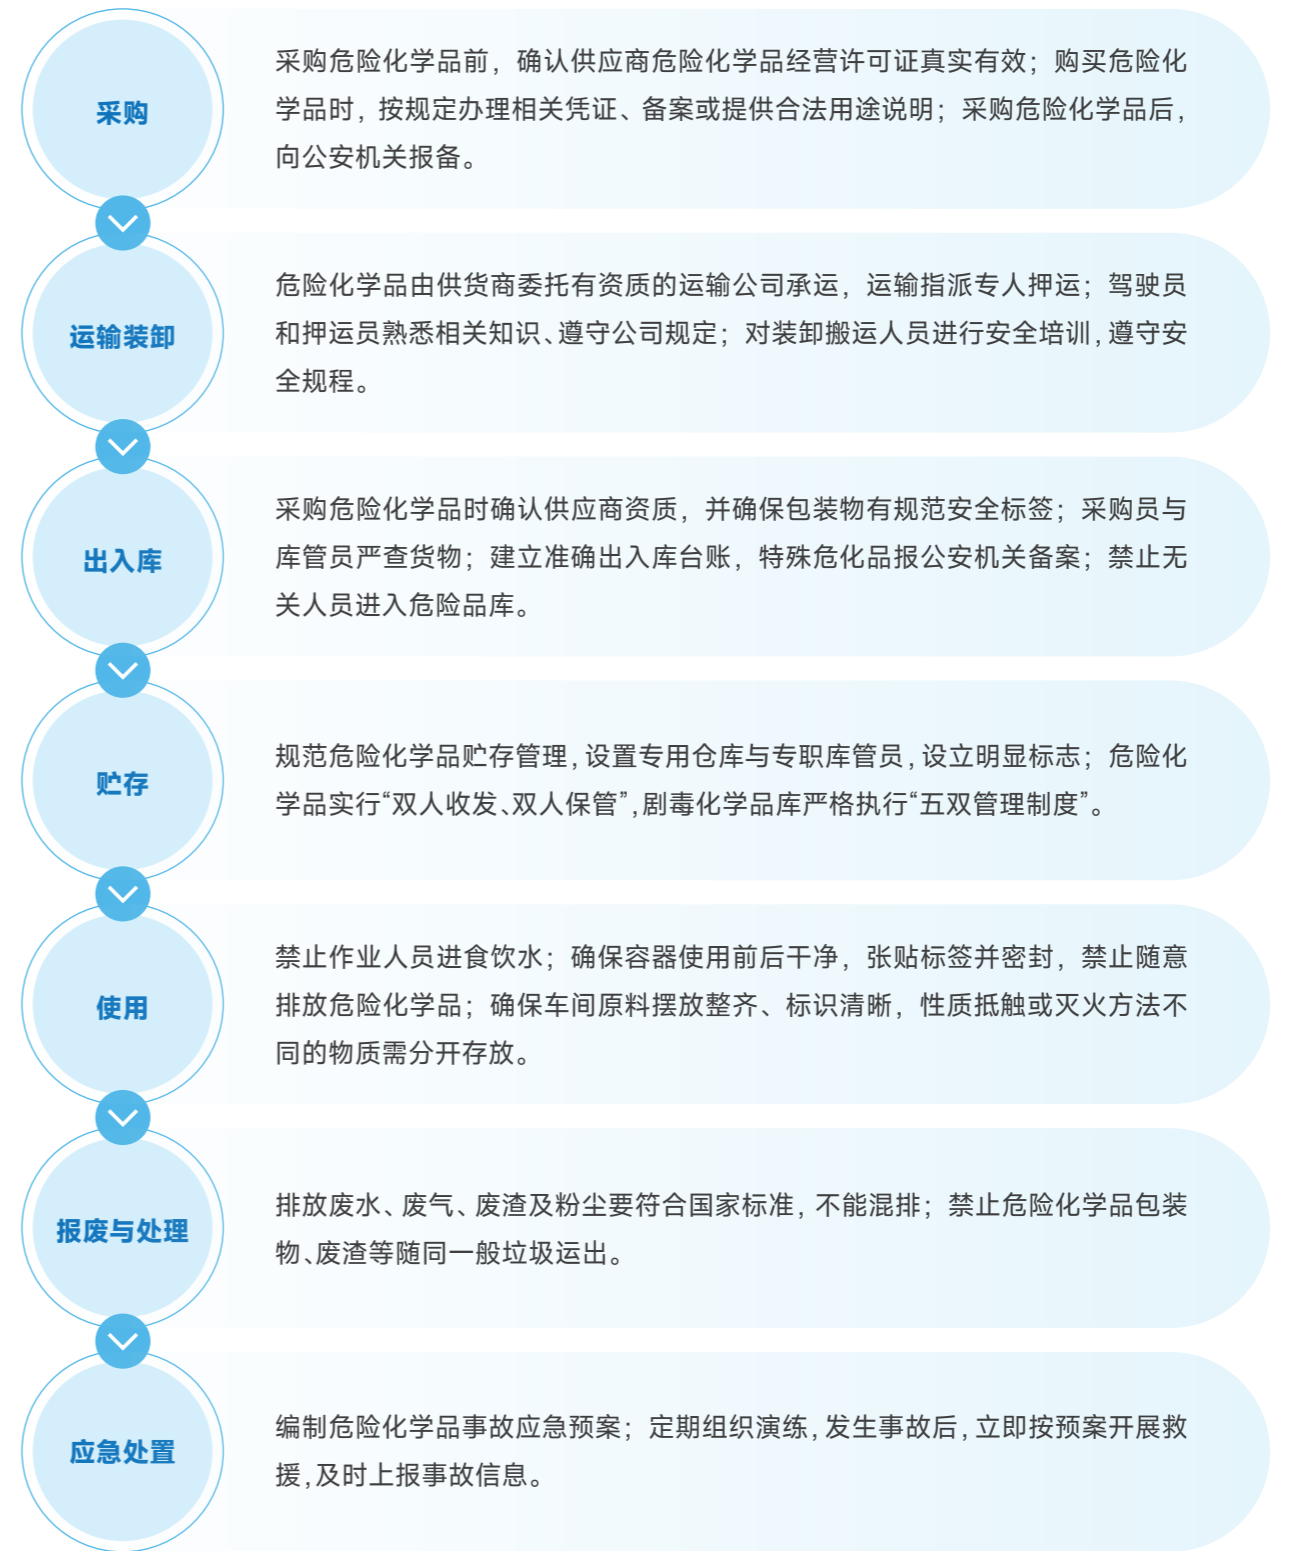 采购
采购危险化学品前，确认供应商危险化学品经营许可证真实有效；购买危险化
学品时，按规定办理相关凭证、备案或提供合法用途说明；采购危险化学品后，
向公安机关报备。
运输装卸
危险化学品由供货商委托有资质的运输公司承运，运输指派专人押运；驾驶员
和押运员熟悉相关知识、遵守公司规定；对装卸搬运人员进行安全培训，遵守安
全规程。
出入库
采购危险化学品时确认供应商资质，并确保包装物有规范安全标签；采购员与
库管员严查货物；建立准确出入库台账，特殊危化品报公安机关备案；禁止无
关人员进入危险品库。
贮存
规范危险化学品贮存管理，设置专用仓库与专职库管员，设立明显标志；危险化
学品实行“双人收发、双人保管”，剧毒化学品库严格执行“五双管理制度”。
使用
禁止作业人员进食饮水；确保容器使用前后干净，张贴标签并密封，禁止随意
排放危险化学品；确保车间原料摆放整齐、标识清晰，性质抵触或灭火方法不
同的物质需分开存放。
报废与处理
排放废水、废气、废渣及粉尘要符合国家标准，不能混排；禁止危险化学品包装
物、废渣等随同一般垃圾运出。
应急处置
编制危险化学品事故应急预案；定期组织演练，发生事故后，立即按预案开展救
援，及时上报事故信息。